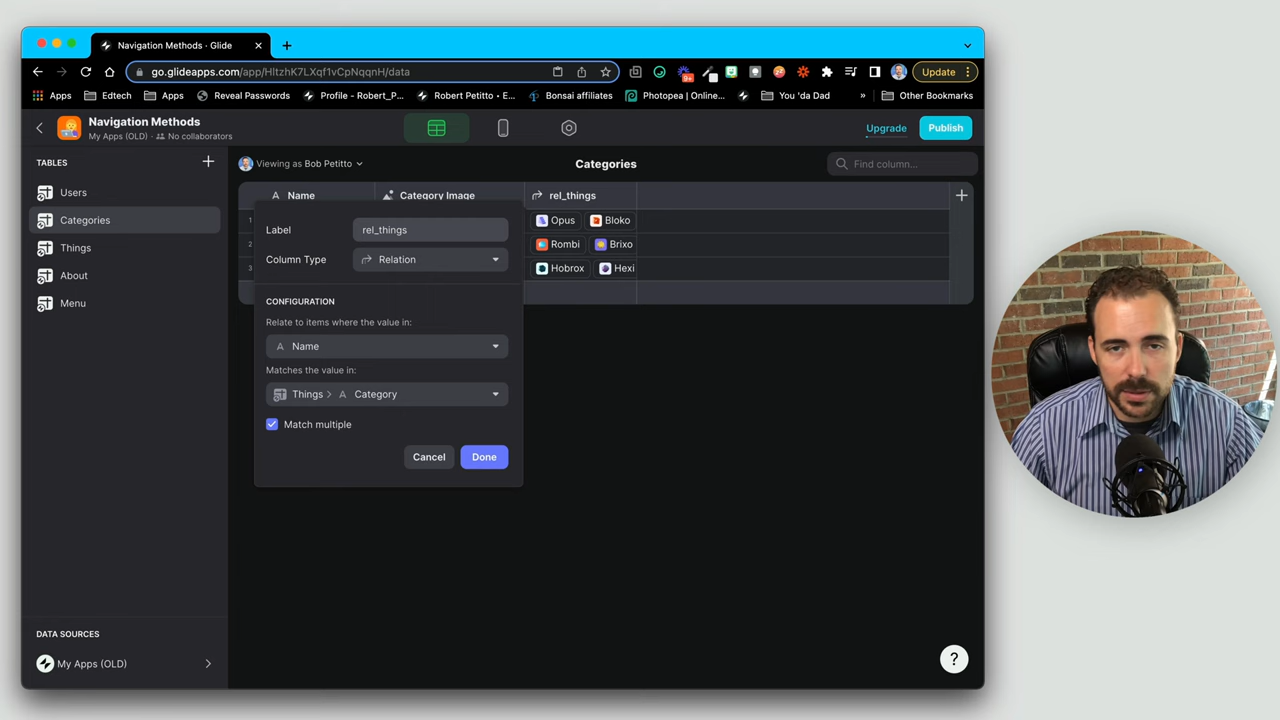 Navigation Methods · Glide
go.glideapps.com/app/HltzhK7LXqf1vCpNqqnH/data
9+
Update
Apps
Edtech
Apps
Reveal Passwords
Profile - Robert_P...
Robert Petitto • E...
Bonsai affiliates
Photopea | Online...
You 'da Dad
»
Other Bookmarks
Navigation Methods
My Apps (OLD) · No collaborators
Upgrade
Publish
TABLES
Viewing as Bob Petitto
Categories
Find column...
Users
Categories
Things
About
Menu
A Name
Category Image
rel_things
1
Opus
Bloko
2
Rombi
Brixo
3
Hobrox
Hexi
Label
rel_things
Column Type
Relation
CONFIGURATION
Relate to items where the value in:
A Name
Matches the value in:
Things > A Category
Match multiple
Cancel
Done
DATA SOURCES
My Apps (OLD)
?